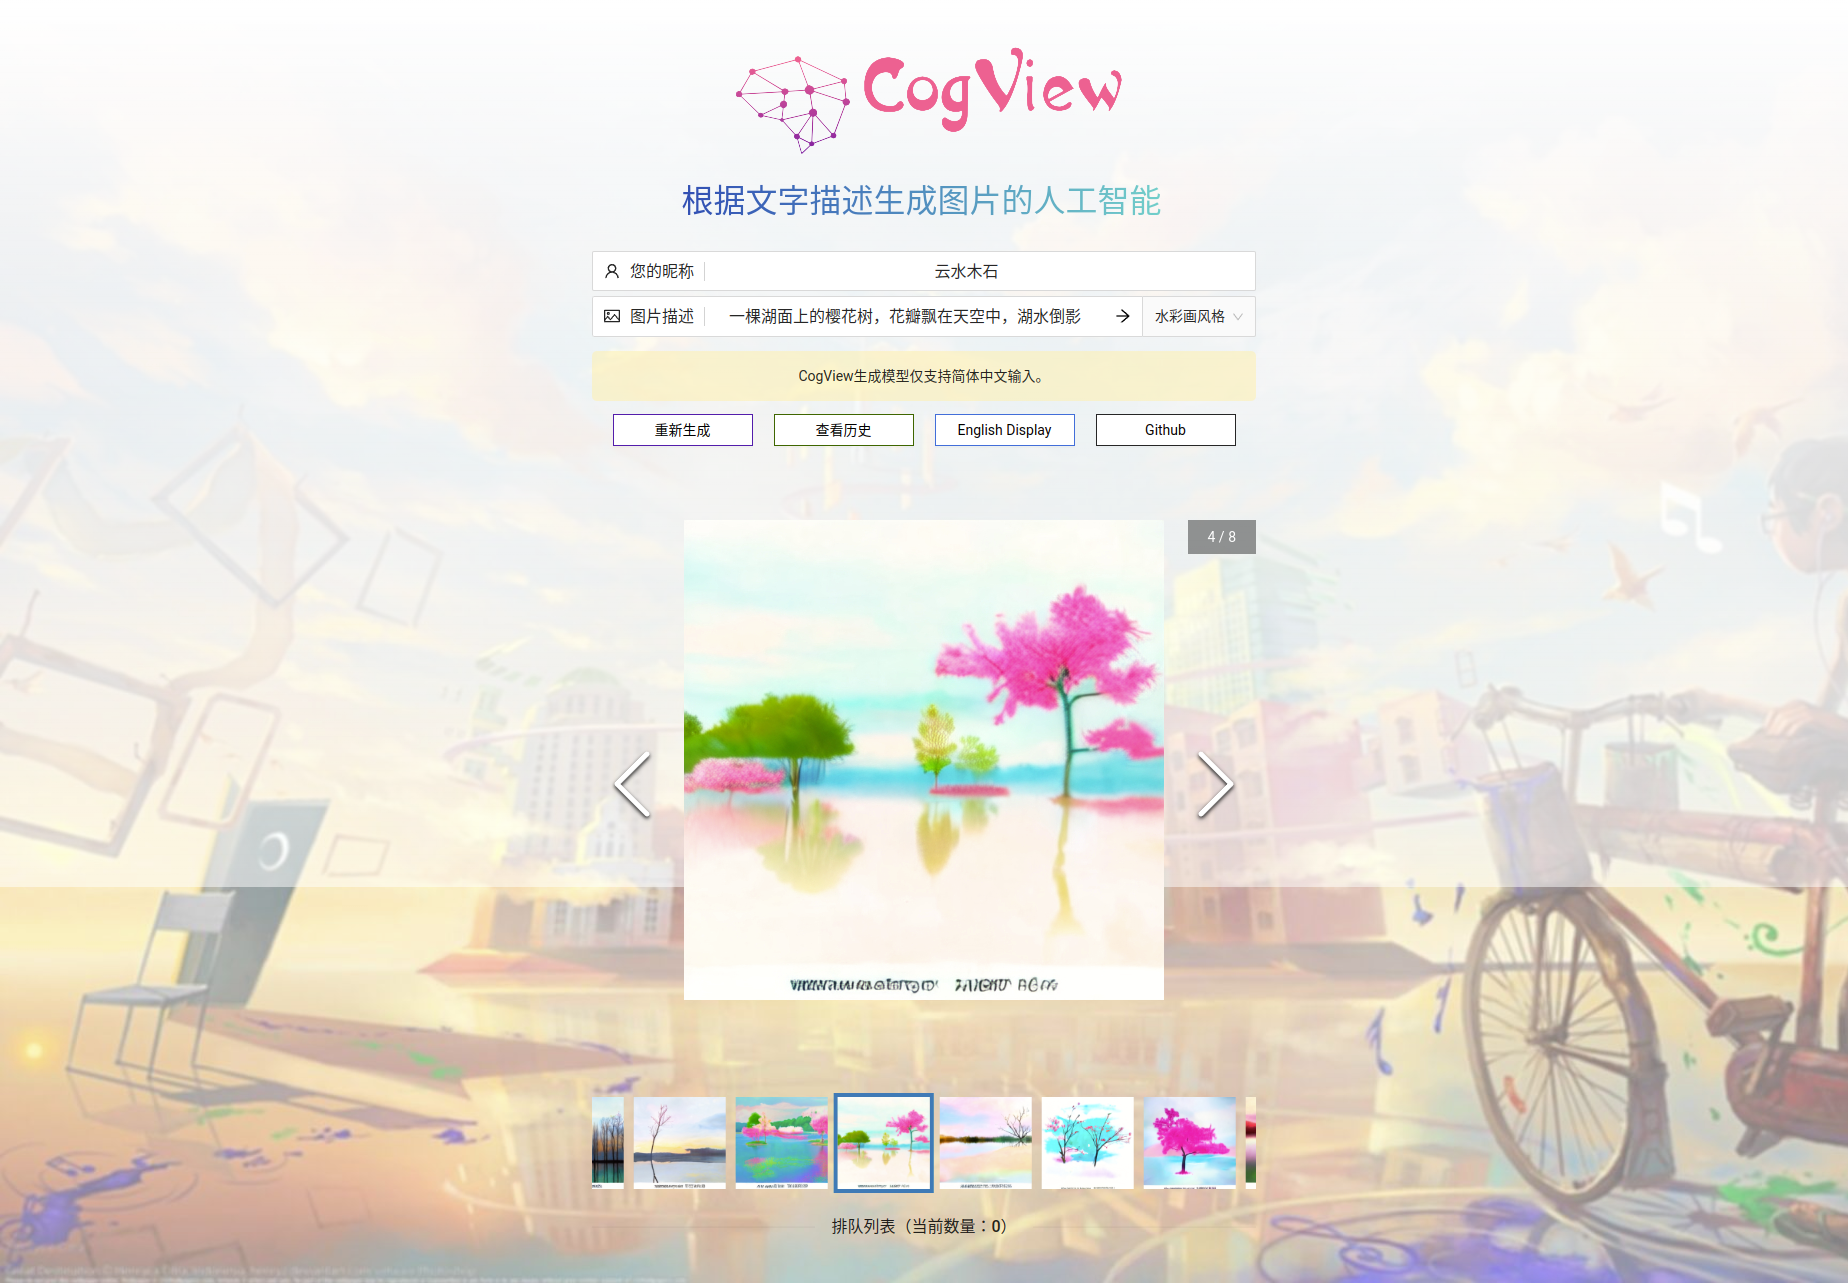 CogView
根据文字描述生成图片的人工智能
您的昵称 云水木石
图片描述 一棵湖面上的樱花树，花瓣飘在天空中，湖水倒影 水彩画风格
CogView生成模型仅支持简体中文输入。
重新生成 查看历史 English Display Github
4 / 8
排队列表（当前数量：0）